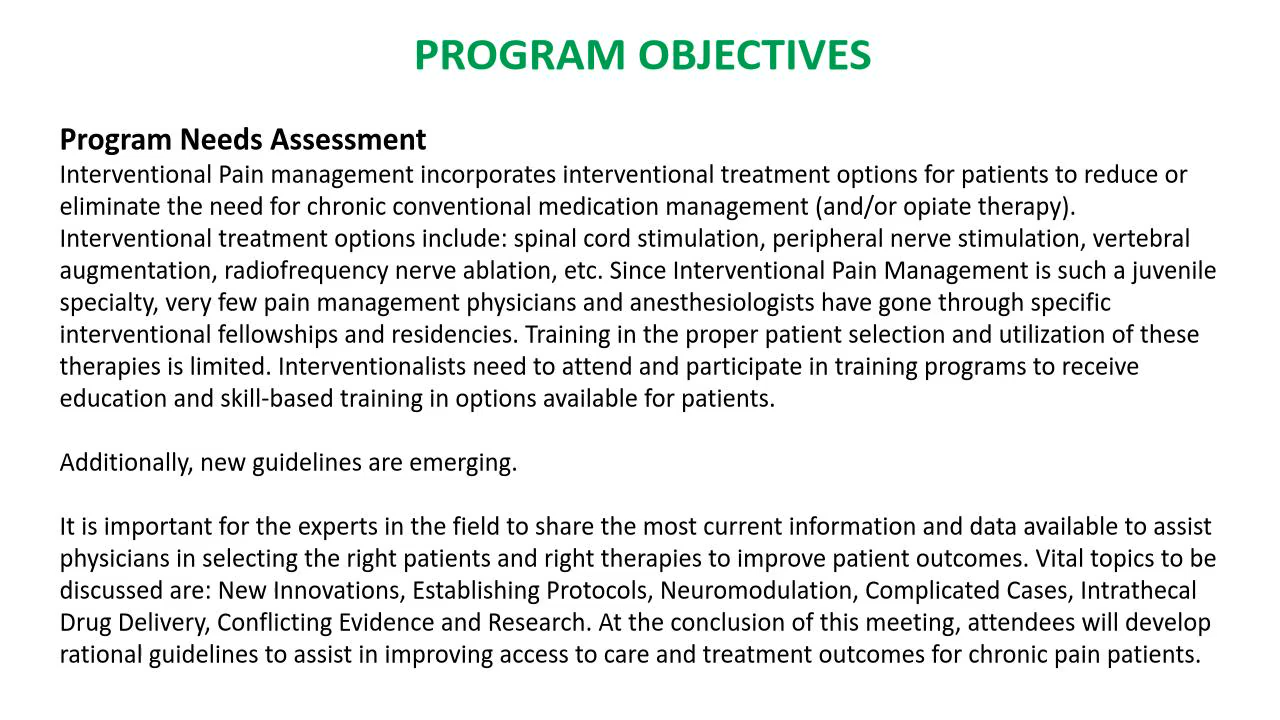 PROGRAM OBJECTIVES
Program Needs Assessment
Interventional Pain management incorporates interventional treatment options for patients to reduce or
eliminate the need for chronic conventional medication management (and/or opiate therapy).
Interventional treatment options include: spinal cord stimulation, peripheral nerve stimulation, vertebral
augmentation, radiofrequency nerve ablation, etc. Since Interventional Pain Management is such a juvenile
specialty, very few pain management physicians and anesthesiologists have gone through specific
interventional fellowships and residencies. Training in the proper patient selection and utilization of these
therapies is limited. Interventionalists need to attend and participate in training programs to receive
education and skill-based training in options available for patients.
Additionally, new guidelines are emerging.
It is important for the experts in the field to share the most current information and data available to assist
physicians in selecting the right patients and right therapies to improve patient outcomes. Vital topics to be
discussed are: New Innovations, Establishing Protocols, Neuromodulation, Complicated Cases, Intrathecal
Drug Delivery, Conflicting Evidence and Research. At the conclusion of this meeting, attendees will develop
rational guidelines to assist in improving access to care and treatment outcomes for chronic pain patients.